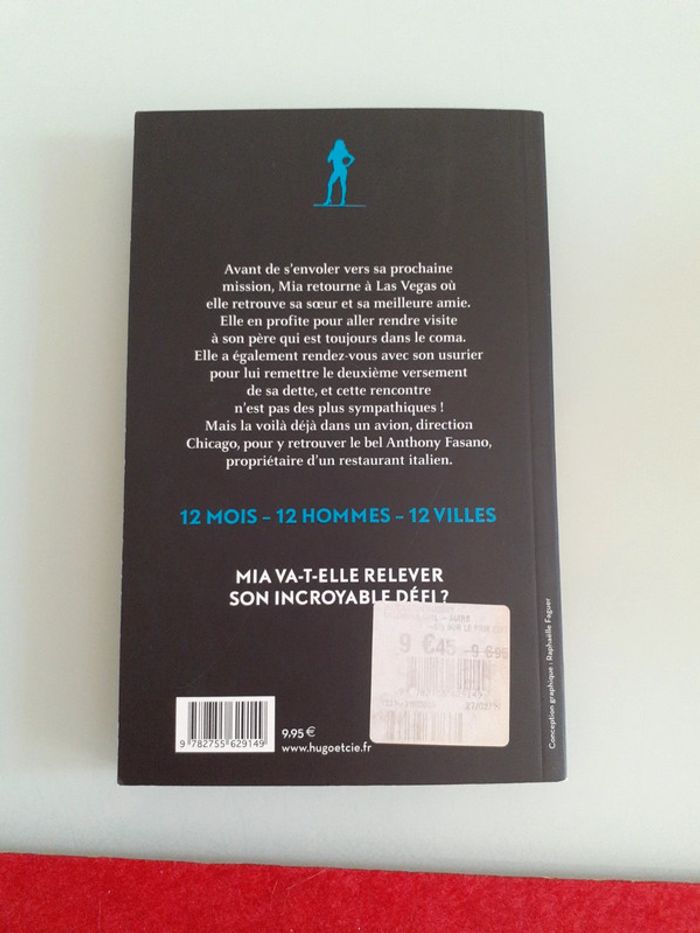 Avant de s'envoler vers sa prochaine
mission, Mia retourne à Las Vegas où
elle retrouve sa sœur et sa meilleure amie.
Elle en profite pour aller rendre visite
à son père qui est toujours dans le coma.
Elle a également rendez-vous avec son usurier
pour lui remettre le deuxième versement
de sa dette, et cette rencontre
n'est pas des plus sympathiques !
Mais la voilà déjà dans un avion, direction
Chicago, pour y retrouver le bel Anthony Fasano,
propriétaire d'un restaurant italien.
12 MOIS – 12 HOMMES – 12 VILLES
MIA VA-T-ELLE RELEVER
SON INCROYABLE DÉFI ?
SUR LE PRIX
9 €45
9 782755 629149
9,95 €
www.hugoetcie.fr
Conception graphique : Raphaëlle Faguer